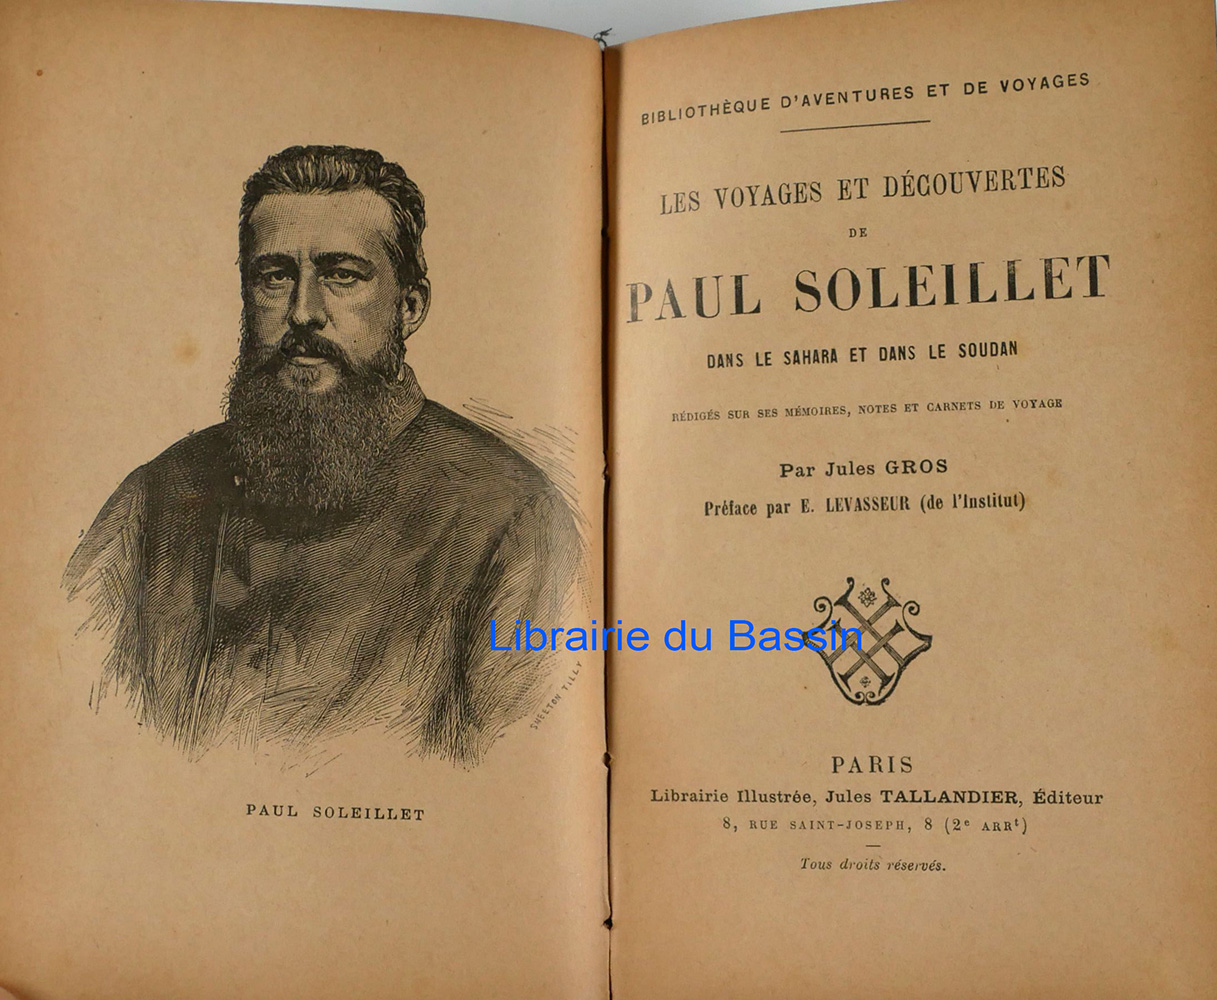 SMEETON TILLY
PAUL SOLEILLET
BIBLIOTHÈQUE D'AVENTURES ET DE VOYAGES
LES VOYAGES ET DÉCOUVERTES
DE
PAUL SOLEILLET
DANS LE SAHARA ET DANS LE SOUDAN
RÉDIGÉS SUR SES MÉMOIRES, NOTES ET CARNETS DE VOYAGE
Par Jules GROS
Préface par E. LEVASSEUR (de l'Institut)
Librairie du Bassin
PARIS
Librairie Illustrée, Jules TALLANDIER, Éditeur
8, RUE SAINT-JOSEPH, 8 (2e ARRt)
Tous droits réservés.